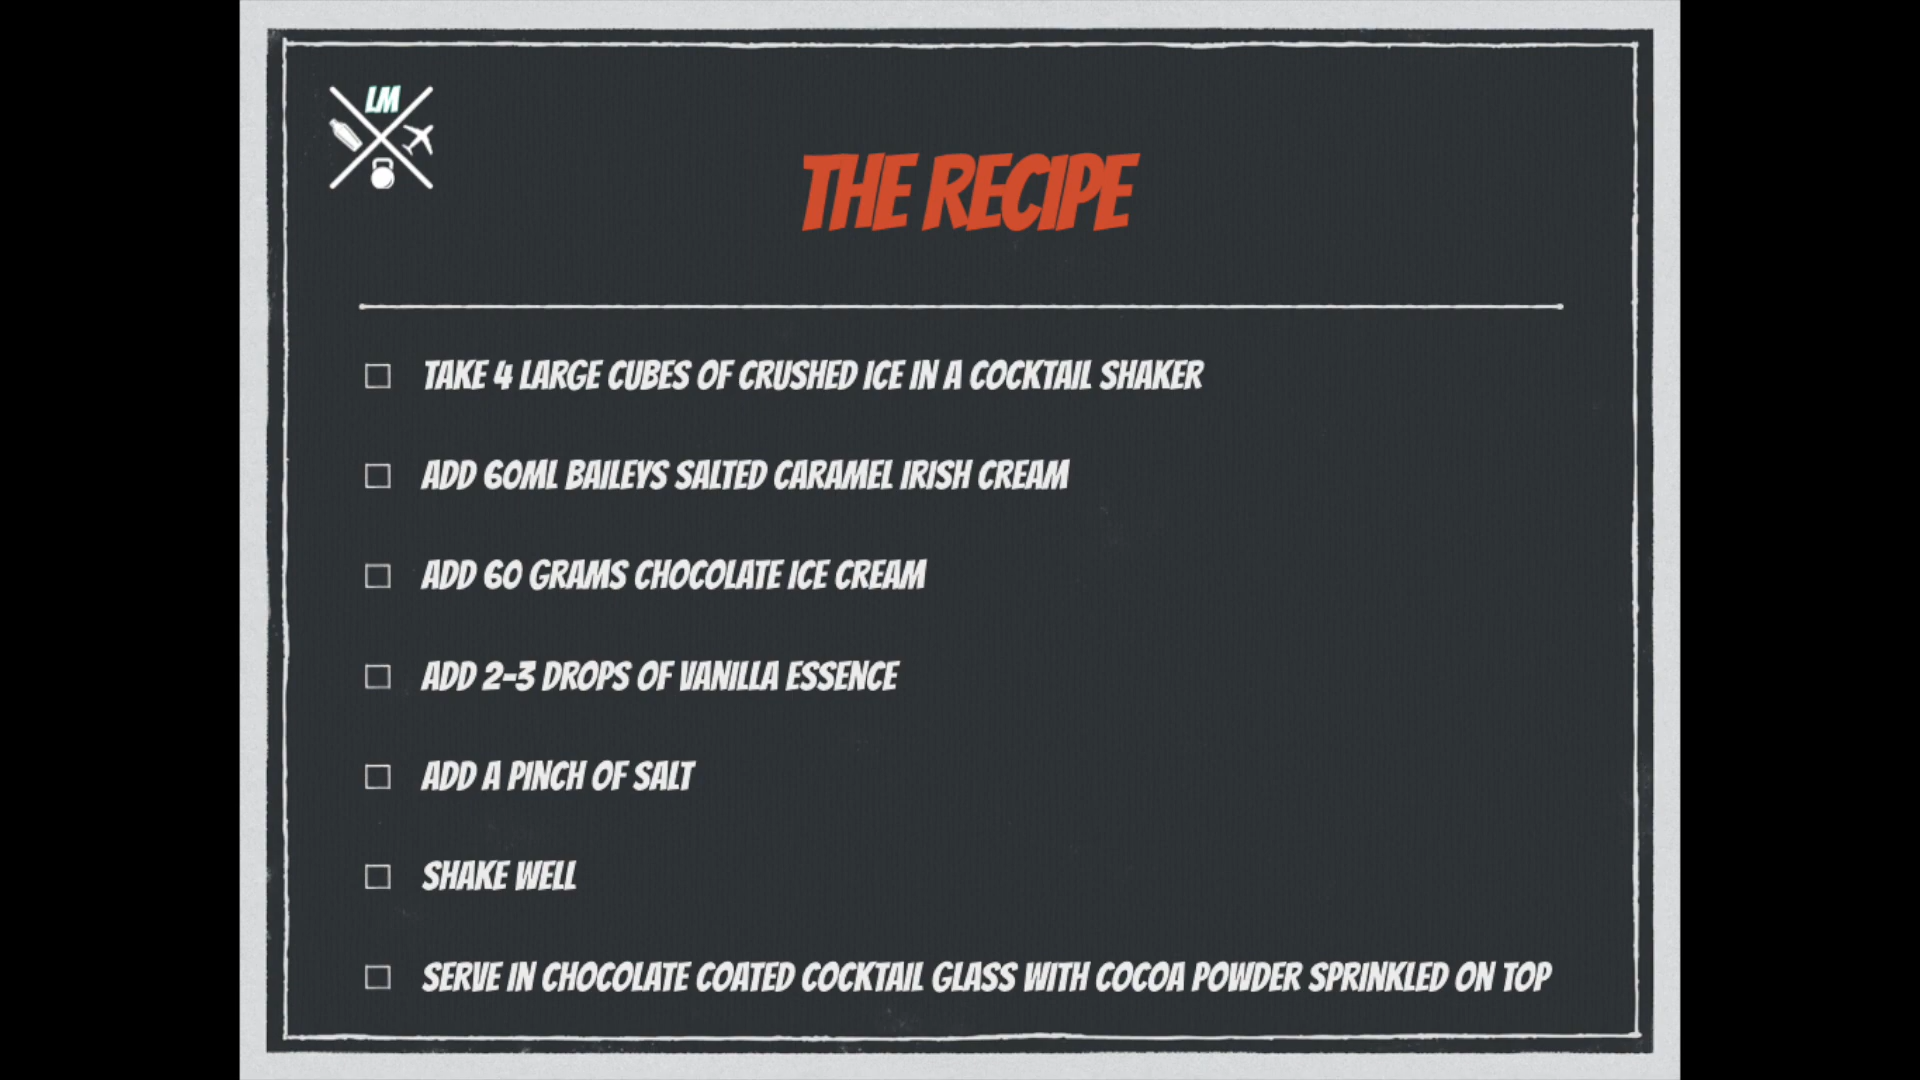 LM
THE RECIPE
TAKE 4 LARGE CUBES OF CRUSHED ICE IN A COCKTAIL SHAKER
ADD 60ML BAILEYS SALTED CARAMEL IRISH CREAM
ADD 60 GRAMS CHOCOLATE ICE CREAM
ADD 2-3 DROPS OF VANILLA ESSENCE
ADD A PINCH OF SALT
SHAKE WELL
SERVE IN CHOCOLATE COATED COCKTAIL GLASS WITH COCOA POWDER SPRINKLED ON TOP